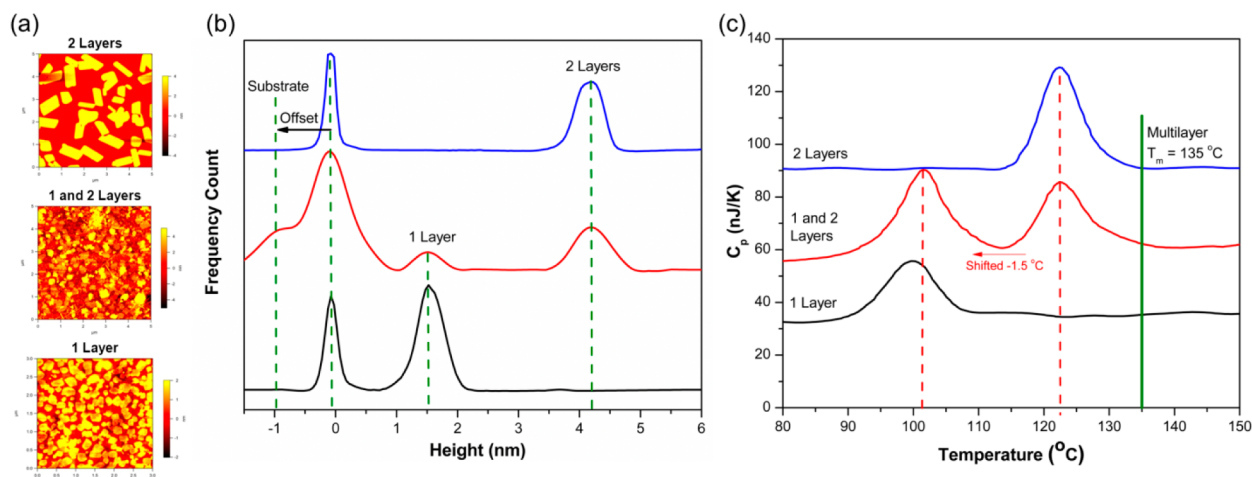 (a)
2 Layers
1 and 2 Layers
1 Layer
(b)
Frequency Count
Substrate
Offset
2 Layers
1 Layer
-1 0 1 2 3 4 5 6
Height (nm)
(c)
140
120
100
80
60
40
20
0
C_p (nJ/K)
2 Layers
1 and 2
Layers
1 Layer
Shifted -1.5 °C
Multilayer
T_m = 135 °C
80 90 100 110 120 130 140 150
Temperature (°C)